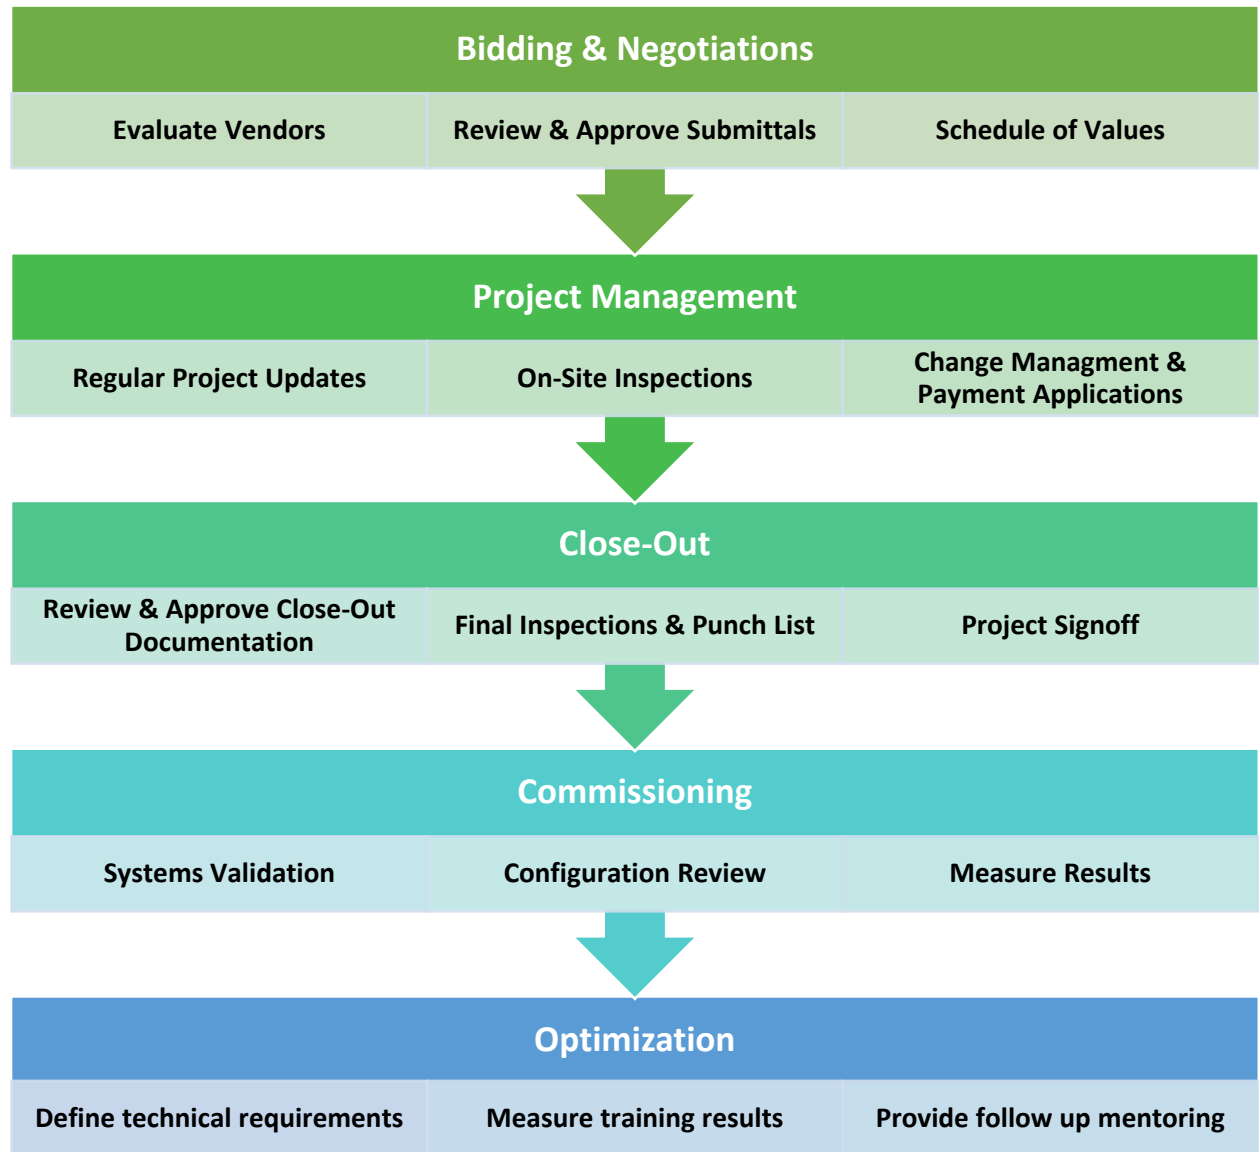 Bidding & Negotiations
Evaluate Vendors
Review & Approve Submittals
Schedule of Values
Project Management
Regular Project Updates
On-Site Inspections
Change Managment &
Payment Applications
Close-Out
Review & Approve Close-Out
Documentation
Final Inspections & Punch List
Project Signoff
Commissioning
Systems Validation
Configuration Review
Measure Results
Optimization
Define technical requirements
Measure training results
Provide follow up mentoring